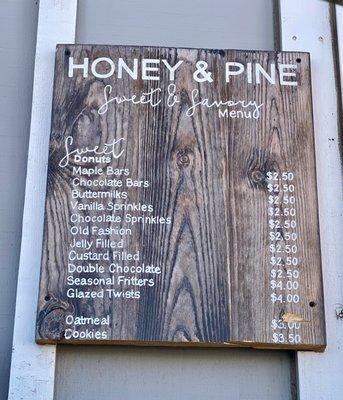 HONEY & PINE
Sweet & Savory
Menu
Sweet
Donuts
Maple Bars $2.50
Chocolate Bars $2.50
Buttermilks $2.50
Vanilla Sprinkles $2.50
Chocolate Sprinkles $2.50
Old Fashion $2.50
Jelly Filled $2.50
Custard Filled $2.50
Double Chocolate $2.50
Seasonal Fritters $4.00
Glazed Twists $4.00
Oatmeal $3.00
Cookies $3.50